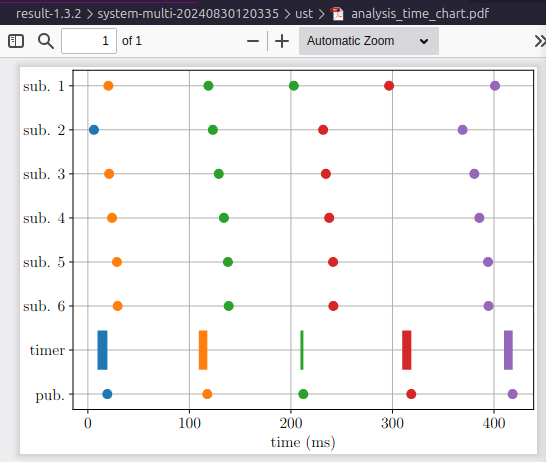 result-1.3.2 > system-multi-20240830120335 > ust > analysis_time_chart.pdf
1 of 1 Automatic Zoom
sub. 1
sub. 2
sub. 3
sub. 4
sub. 5
sub. 6
timer
pub.
0 100 200 300 400
time (ms)